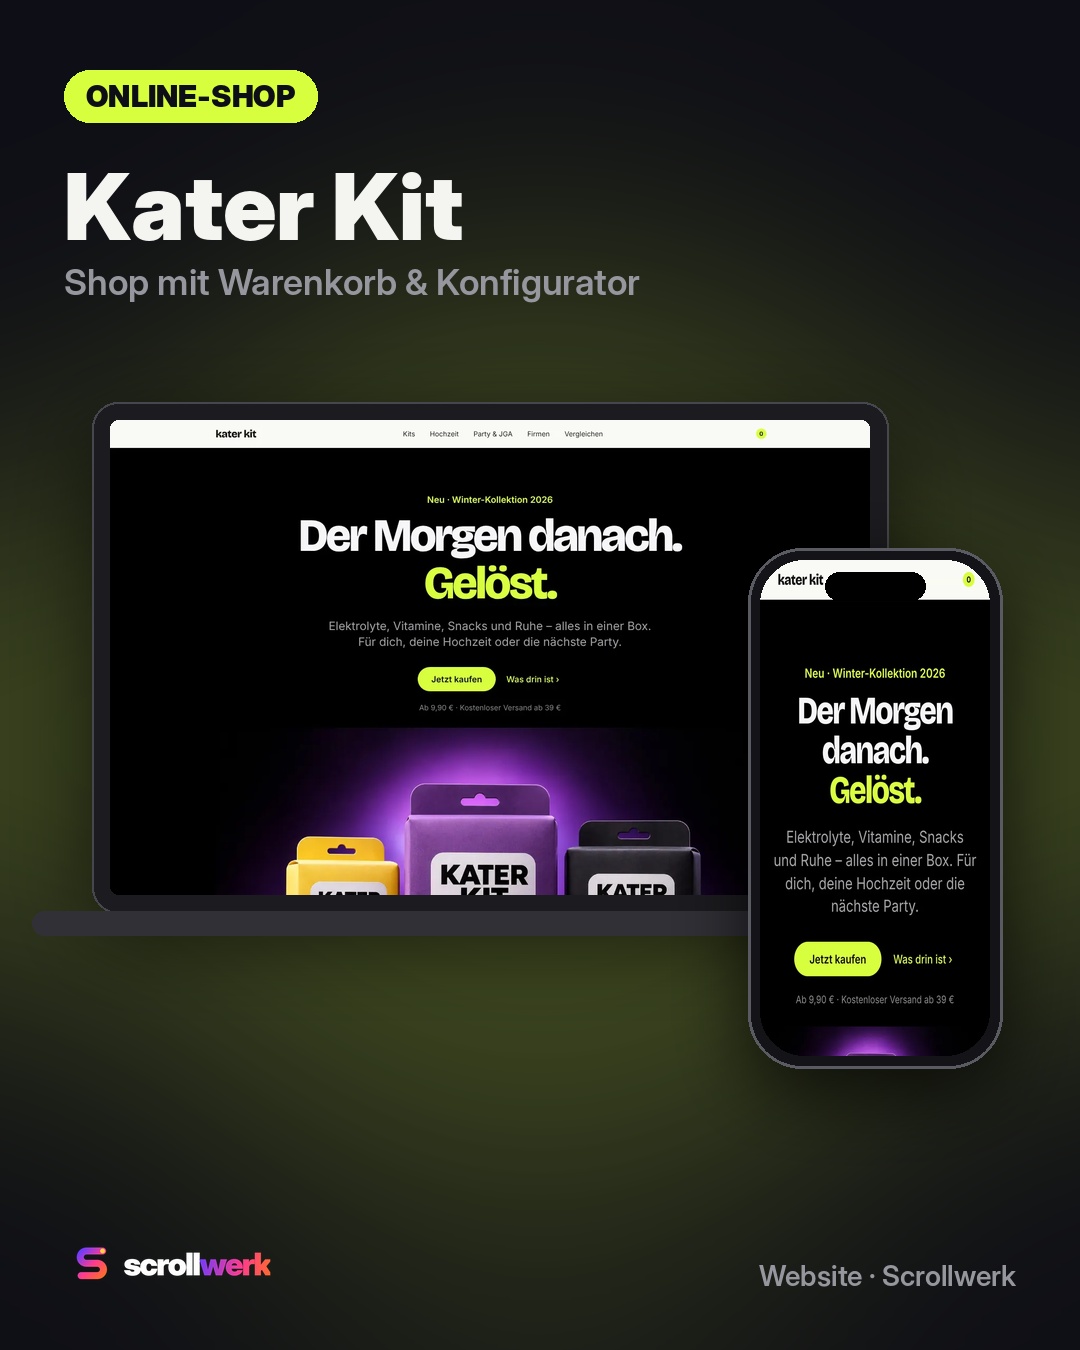 ONLINE-SHOP
Kater Kit
Shop mit Warenkorb & Konfigurator
kater kit
Kits Hochzeit Party & JGA Firmen Vergleichen
0
Neu · Winter-Kollektion 2026
Der Morgen danach.
Gelöst.
Elektrolyte, Vitamine, Snacks und Ruhe – alles in einer Box.
Für dich, deine Hochzeit oder die nächste Party.
Jetzt kaufen
Was drin ist ›
Ab 9,90 € · Kostenloser Versand ab 39 €
KATER
KATER
KIT
KATER
kater kit
0
Neu · Winter-Kollektion 2026
Der Morgen
danach.
Gelöst.
Elektrolyte, Vitamine, Snacks
und Ruhe – alles in einer Box. Für
dich, deine Hochzeit oder die
nächste Party.
Jetzt kaufen
Was drin ist ›
Ab 9,90 € · Kostenloser Versand ab 39 €
scrollwerk
Website · Scrollwerk